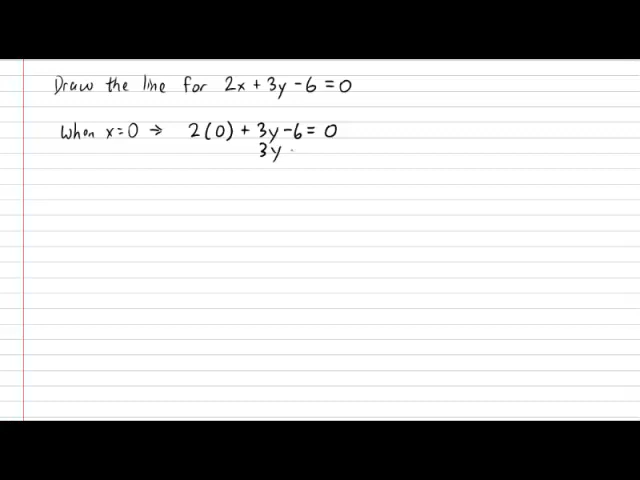 Draw the line for 2x + 3y - 6 = 0
When x = 0 ⇒ 2(0) + 3y - 6 = 0
3y